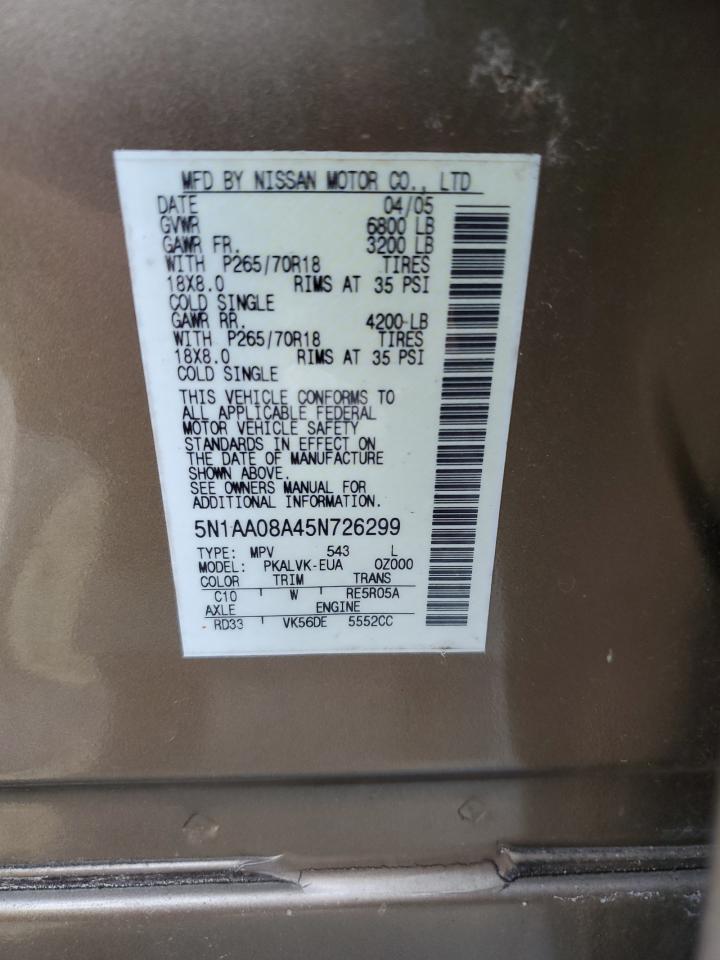 MFD BY NISSAN MOTOR CO., LTD
DATE 04/05
GVWR 6800 LB
GAWR FR. 3200 LB
WITH P265/70R18 TIRES
18X8.0 RIMS AT 35 PSI
COLD SINGLE
GAWR RR. 4200 LB
WITH P265/70R18 TIRES
18X8.0 RIMS AT 35 PSI
COLD SINGLE
THIS VEHICLE CONFORMS TO
ALL APPLICABLE FEDERAL
MOTOR VEHICLE SAFETY
STANDARDS IN EFFECT ON
THE DATE OF MANUFACTURE
SHOWN ABOVE.
SEE OWNERS MANUAL FOR
ADDITIONAL INFORMATION.
5N1AA08A45N726299
TYPE: MPV 543 L
MODEL: PKALVK-EUA 0Z000
COLOR TRIM TRANS
C10 W RE5R05A
AXLE ENGINE
RD33 VK56DE 5552CC